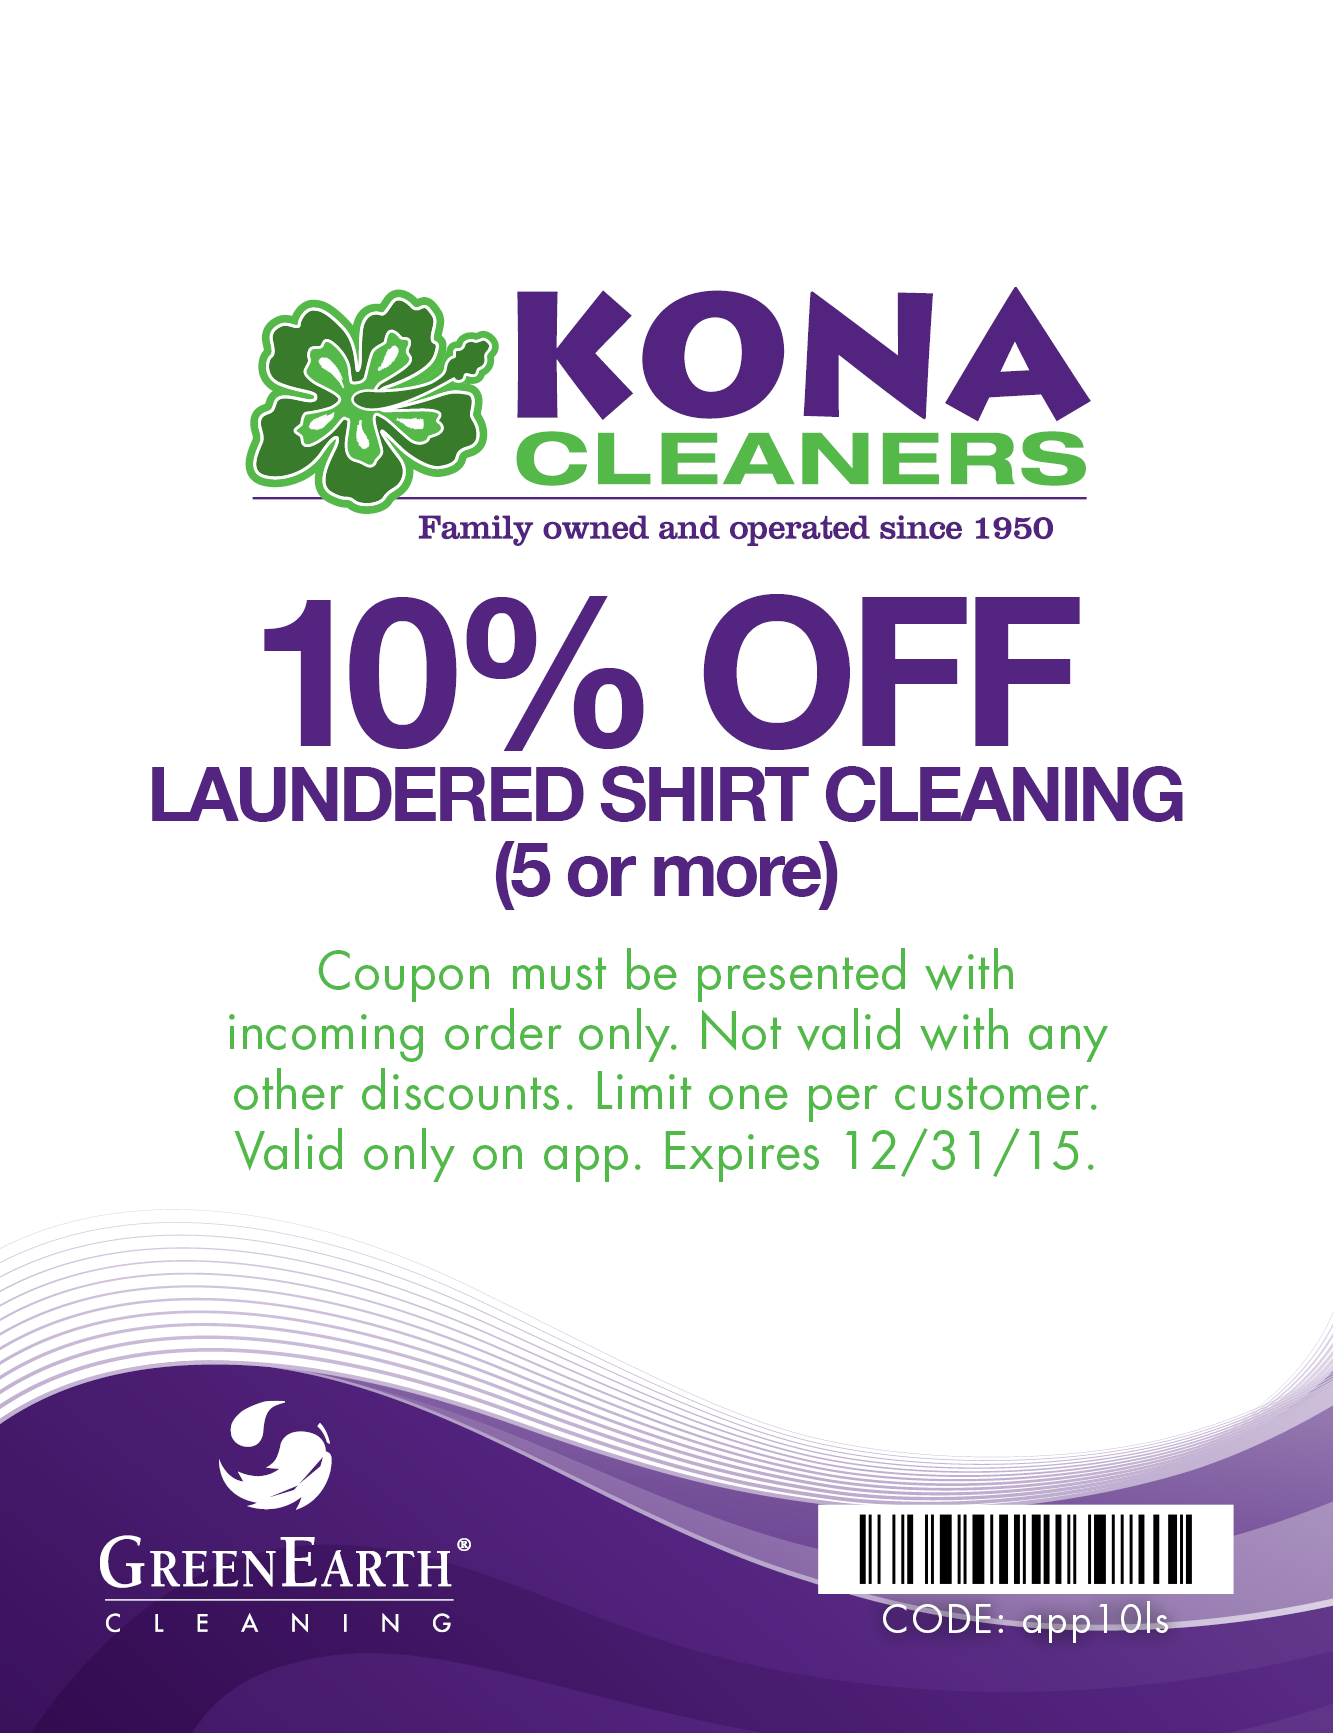 KONA
CLEANERS
Family owned and operated since 1950
10% OFF
LAUNDERED SHIRT CLEANING
(5 or more)
Coupon must be presented with
incoming order only. Not valid with any
other discounts. Limit one per customer.
Valid only on app. Expires 12/31/15.
GREENEARTH®
CLEANING
CODE: app10ls